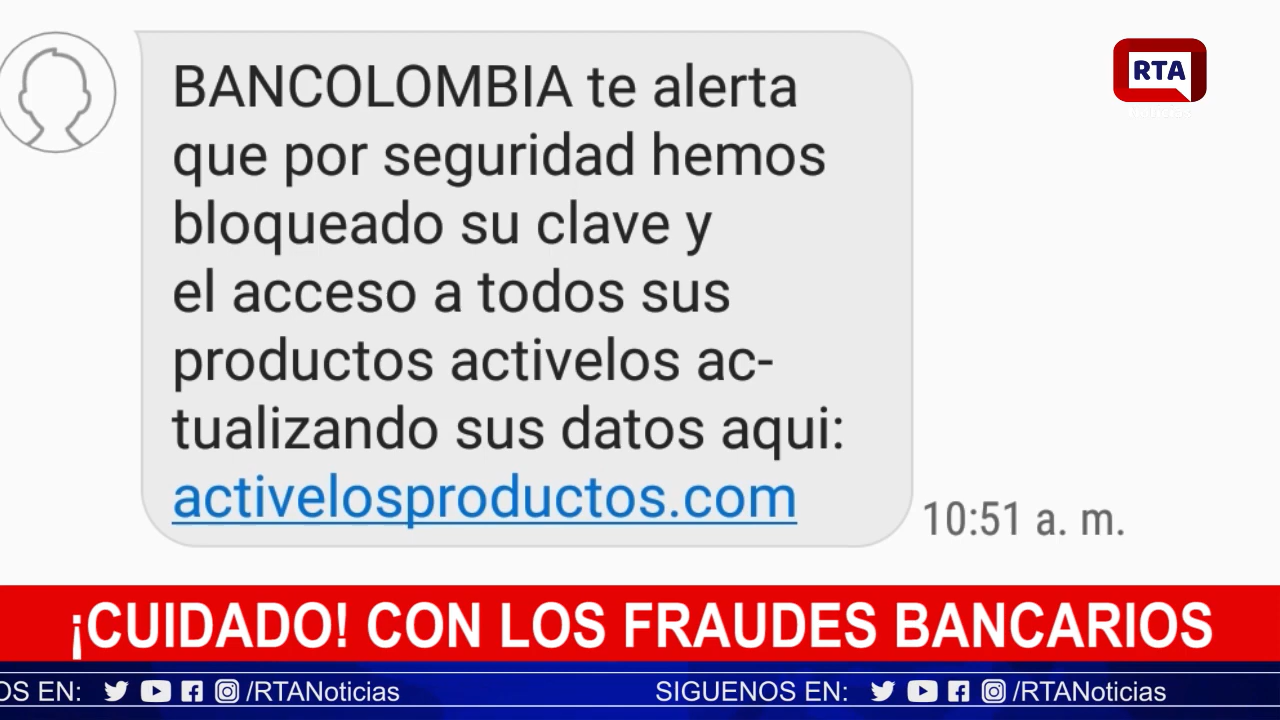 BANCOLOMBIA te alerta
que por seguridad hemos
bloqueado su clave y
el acceso a todos sus
productos activelos ac-
tualizando sus datos aqui:
activelosproductos.com
10:51 a. m.
RTA
NOTICIAS
¡CUIDADO! CON LOS FRAUDES BANCARIOS
OS EN: /RTANoticias SIGUENOS EN: /RTANoticias